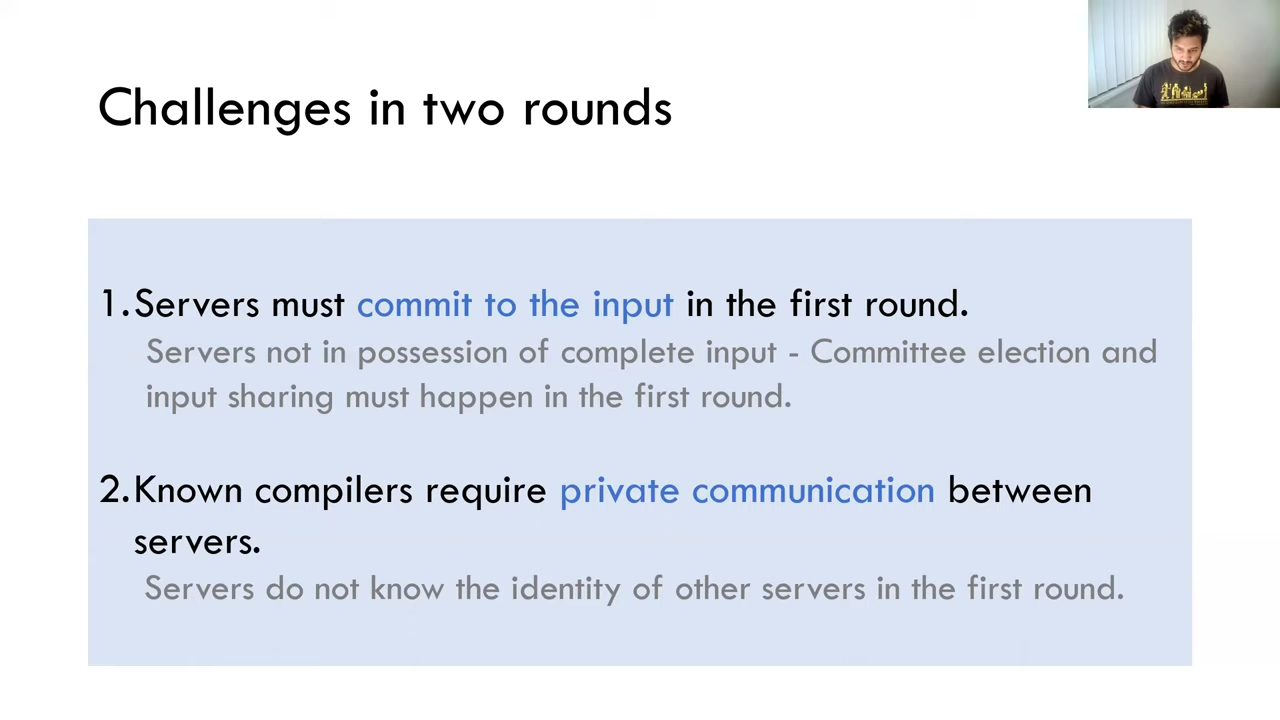 Challenges in two rounds
1. Servers must commit to the input in the first round.
Servers not in possession of complete input - Committee election and
input sharing must happen in the first round.
2. Known compilers require private communication between
servers.
Servers do not know the identity of other servers in the first round.